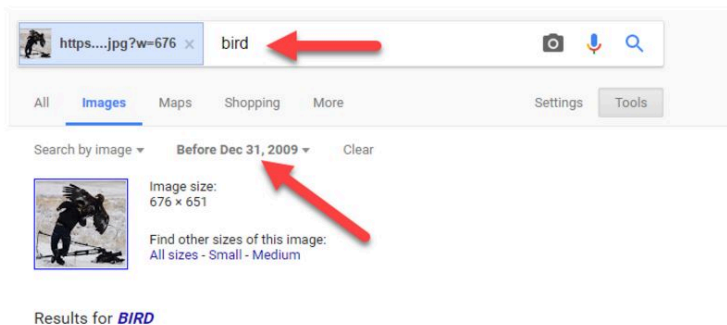 https....jpg?w=676 × bird
All Images Maps Shopping More Settings Tools
Search by image Before Dec 31, 2009 Clear
Image size:
676 × 651
Find other sizes of this image:
All sizes - Small - Medium
Results for BIRD